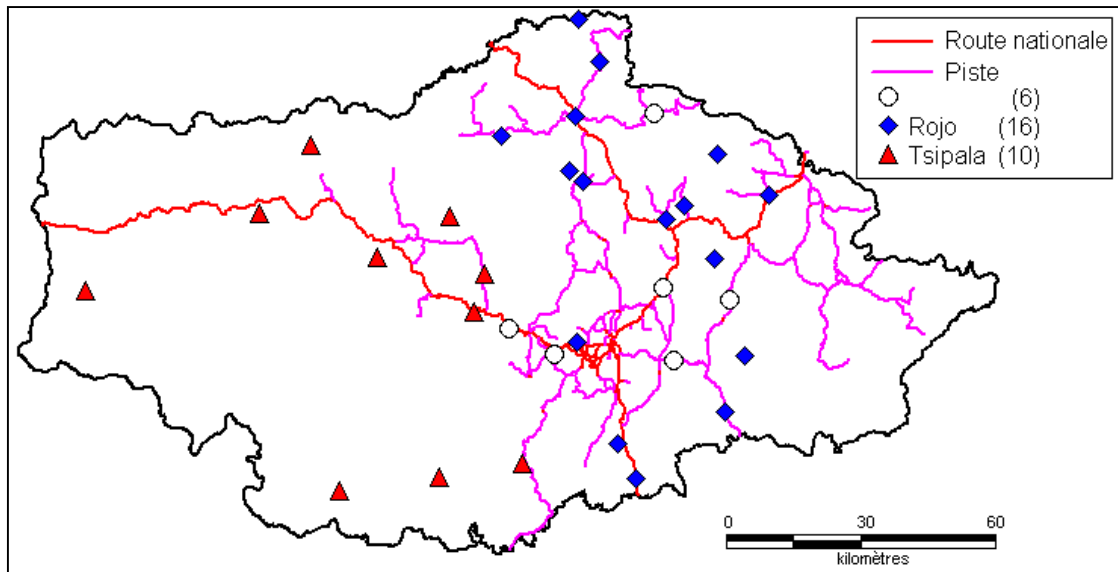 Route nationale
Piste
(6)
Rojo (16)
Tsipala (10)
0 30 60
kilomètres